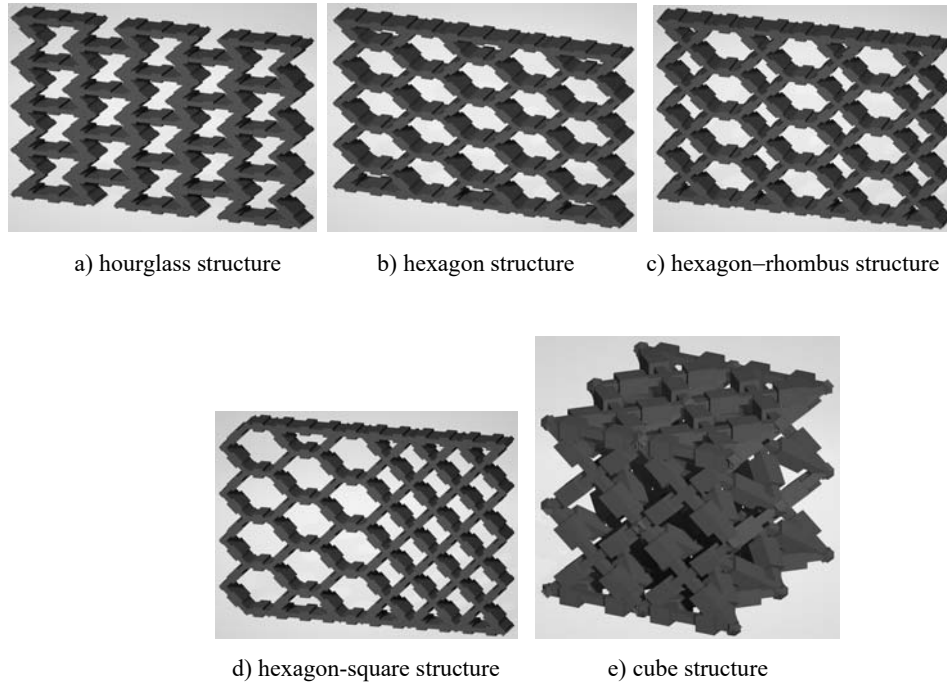 a) hourglass structure
b) hexagon structure
c) hexagon–rhombus structure
d) hexagon-square structure
e) cube structure